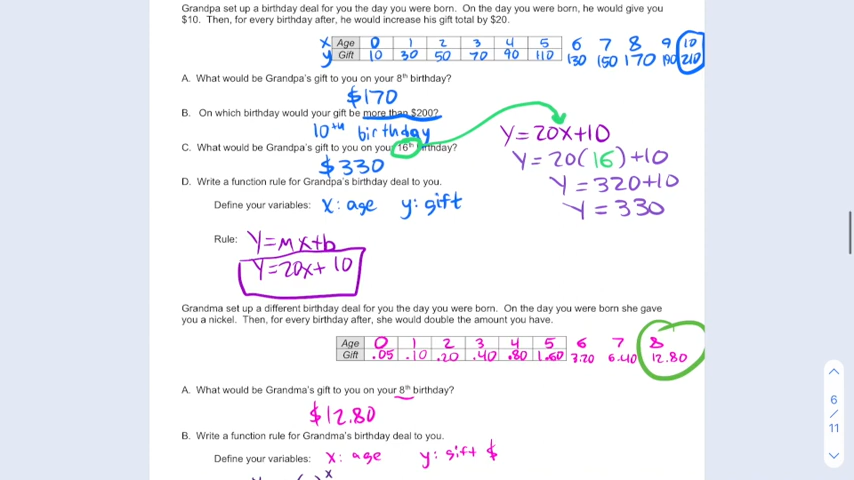 Grandpa set up a birthday deal for you the day you were born. On the day you were born, he would give you
$10. Then, for every birthday after, he would increase his gift total by $20.
x Age 0 1 2 3 4 5 6 7 8 9 10
y Gift 10 30 50 70 90 110 130 150 170 190 210
A. What would be Grandpa's gift to you on your 8th birthday?
$170
B. On which birthday would your gift be more than $200?
10th birthday
C. What would be Grandpa's gift to you on your 16th birthday?
$330
y=20x+10
y=20(16)+10
y=320+10
y=330
D. Write a function rule for Grandpa's birthday deal to you.
Define your variables: x: age y: gift
Rule: y=mx+b
y=20x+10
Grandma set up a different birthday deal for you the day you were born. On the day you were born she gave
you a nickel. Then, for every birthday after, she would double the amount you have.
Age 0 1 2 3 4 5 6 7 8
Gift .05 .10 .20 .40 .80 1.60 3.20 6.40 12.80
A. What would be Grandma's gift to you on your 8th birthday?
$12.80
B. Write a function rule for Grandma's birthday deal to you.
Define your variables: x: age y: gift $
x
6
/
11